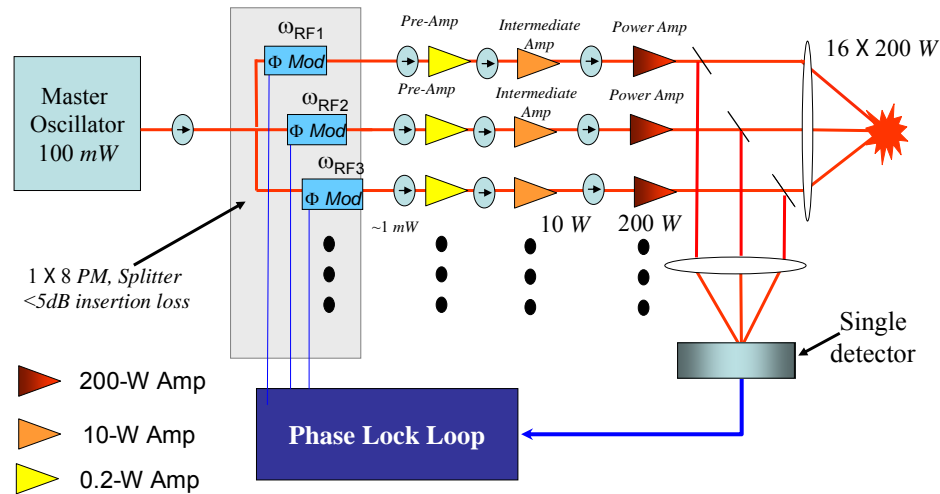 Master
Oscillator
100 mW
ωRF1
Φ Mod
ωRF2
Φ Mod
ωRF3
Φ Mod
Pre-Amp
Intermediate
Amp
Power Amp
Pre-Amp
Intermediate
Amp
Power Amp
16 X 200 W
~1 mW
10 W
200 W
1 X 8 PM, Splitter
<5dB insertion loss
Single
detector
Phase Lock Loop
200-W Amp
10-W Amp
0.2-W Amp